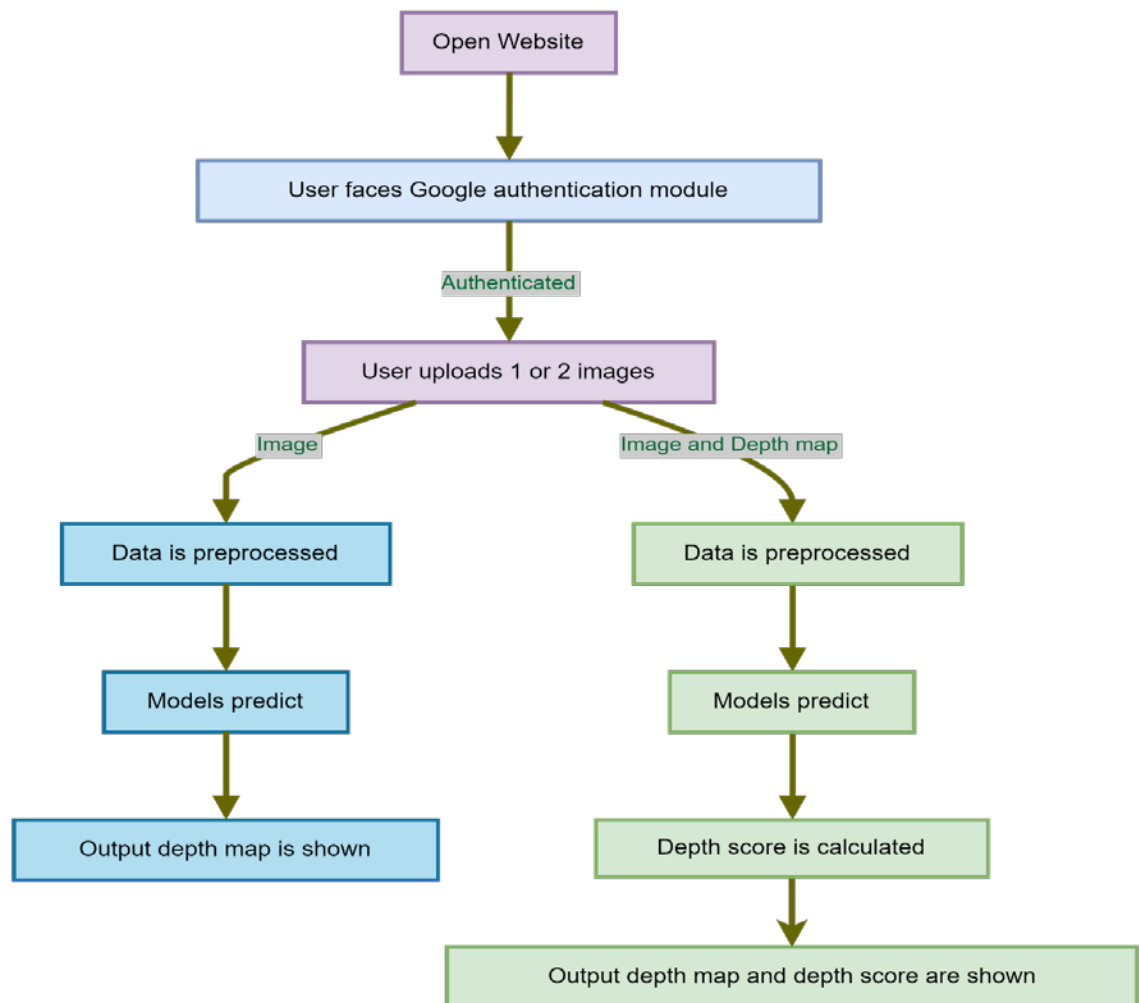 Open Website
User faces Google authentication module
Authenticated
User uploads 1 or 2 images
Image
Image and Depth map
Data is preprocessed
Data is preprocessed
Models predict
Models predict
Output depth map is shown
Depth score is calculated
Output depth map and depth score are shown